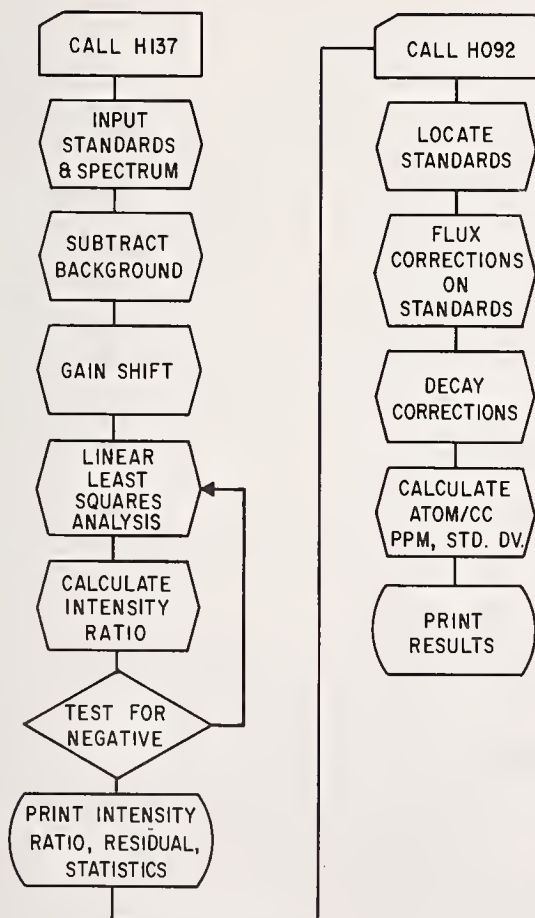 CALL H137
INPUT
STANDARDS
& SPECTRUM
SUBTRACT
BACKGROUND
GAIN SHIFT
LINEAR
LEAST
SQUARES
ANALYSIS
CALCULATE
INTENSITY
RATIO
TEST FOR
NEGATIVE
PRINT INTENSITY
RATIO, RESIDUAL,
STATISTICS
CALL H092
LOCATE
STANDARDS
FLUX
CORRECTIONS
ON
STANDARDS
DECAY
CORRECTIONS
CALCULATE
ATOM/CC
PPM, STD. DV.
PRINT
RESULTS